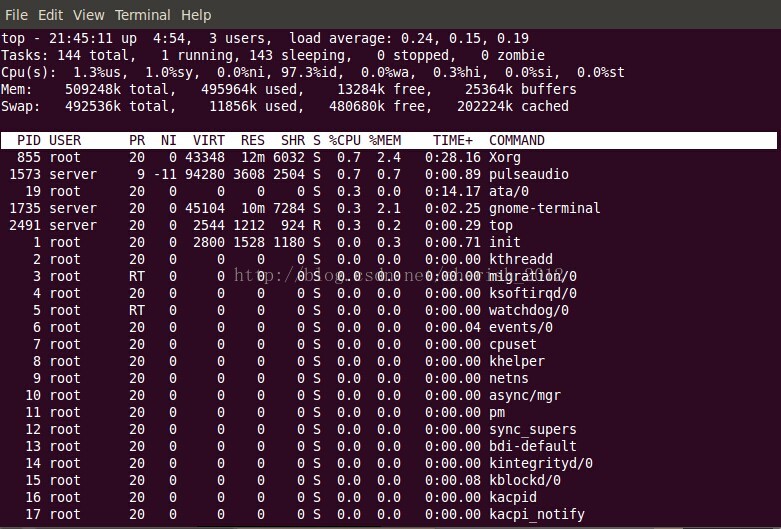 File Edit View Terminal Help
top - 21:45:11 up  4:54,  3 users,  load average: 0.24, 0.15, 0.19
Tasks: 144 total,   1 running, 143 sleeping,   0 stopped,   0 zombie
Cpu(s):  1.3%us,  1.0%sy,  0.0%ni, 97.3%id,  0.0%wa,  0.3%hi,  0.0%si,  0.0%st
Mem:    509248k total,   495964k used,    13284k free,    25364k buffers
Swap:   492536k total,    11856k used,   480680k free,   202224k cached
PID USER      PR  NI  VIRT  RES  SHR S %CPU %MEM    TIME+  COMMAND
855 root      20   0 43348  12m 6032 S  0.7  2.4   0:28.16 Xorg
1573 server     9 -11 94280 3608 2504 S  0.7  0.7   0:00.89 pulseaudio
19 root      20   0     0    0    0 S  0.3  0.0   0:14.17 ata/0
1735 server    20   0 45104  10m 7284 S  0.3  2.1   0:02.25 gnome-terminal
2491 server    20   0  2544 1212  924 R  0.3  0.2   0:00.29 top
1 root      20   0  2800 1528 1180 S  0.0  0.3   0:00.71 init
2 root      20   0     0    0    0 S  0.0  0.0   0:00.00 kthreadd
3 root      RT   0     0    0    0 S  0.0  0.0   0:00.00 migration/0
4 root      20   0     0    0    0 S  0.0  0.0   0:00.00 ksoftirqd/0
5 root      RT   0     0    0    0 S  0.0  0.0   0:00.00 watchdog/0
6 root      20   0     0    0    0 S  0.0  0.0   0:00.04 events/0
7 root      20   0     0    0    0 S  0.0  0.0   0:00.00 cpuset
8 root      20   0     0    0    0 S  0.0  0.0   0:00.00 khelper
9 root      20   0     0    0    0 S  0.0  0.0   0:00.00 netns
10 root      20   0     0    0    0 S  0.0  0.0   0:00.00 async/mgr
11 root      20   0     0    0    0 S  0.0  0.0   0:00.00 pm
12 root      20   0     0    0    0 S  0.0  0.0   0:00.00 sync_supers
13 root      20   0     0    0    0 S  0.0  0.0   0:00.00 bdi-default
14 root      20   0     0    0    0 S  0.0  0.0   0:00.00 kintegrityd/0
15 root      20   0     0    0    0 S  0.0  0.0   0:00.08 kblockd/0
16 root      20   0     0    0    0 S  0.0  0.0   0:00.00 kacpid
17 root      20   0     0    0    0 S  0.0  0.0   0:00.00 kacpi_notify